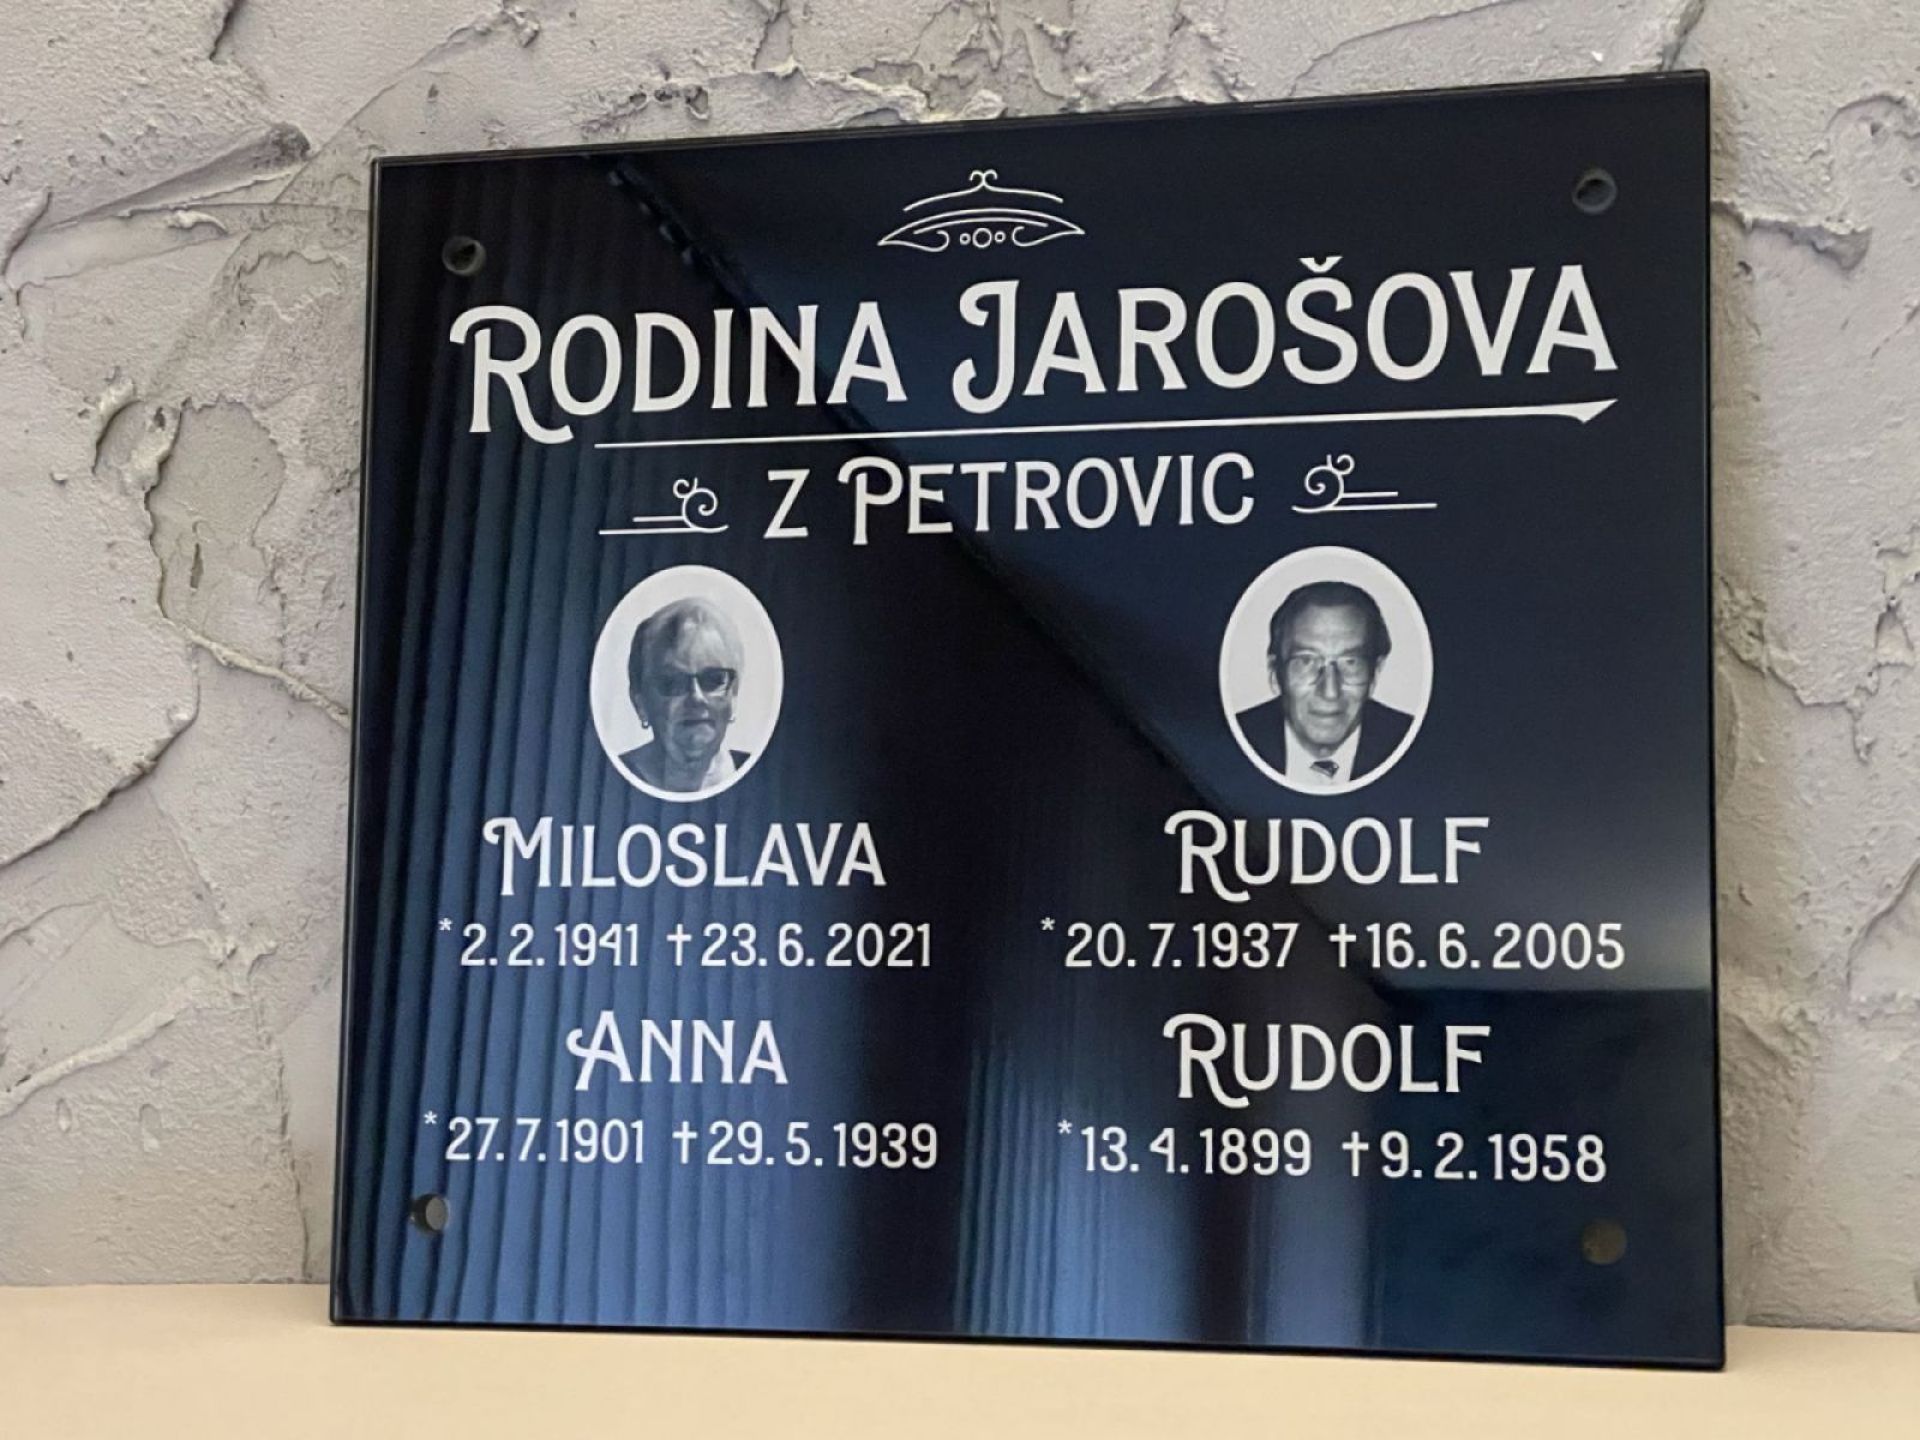 RODINA JAROŠOVA
Z PETROVIC
MILOSLAVA
*2.2.1941 †23.6.2021
RUDOLF
*20.7.1937 †16.6.2005
ANNA
*27.7.1901 †29.5.1939
RUDOLF
*13.4.1899 †9.2.1958